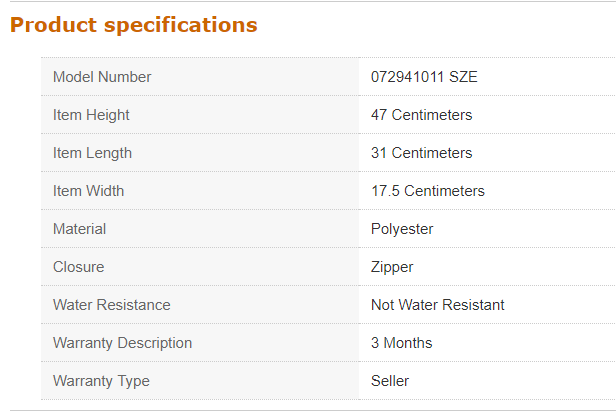 Product specifications
Model Number 072941011 SZE
Item Height 47 Centimeters
Item Length 31 Centimeters
Item Width 17.5 Centimeters
Material Polyester
Closure Zipper
Water Resistance Not Water Resistant
Warranty Description 3 Months
Warranty Type Seller